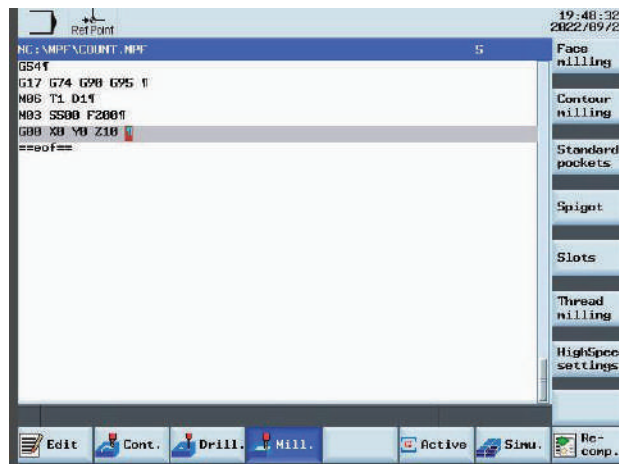 Ref Point
19:48:32
2022/09/2
NC:\MPF\COUNT.MPF 5
G54¶
G17 G74 G90 G95 ¶
M06 T1 D1¶
M03 S500 F200¶
G00 X0 Y0 Z10 ¶
==eof==
Face
milling
Contour
milling
Standard
pockets
Spigot
Slots
Thread
milling
HighSpee
settings
Edit
Cont.
Drill.
Mill.
Active
Simu.
Re-
comp.